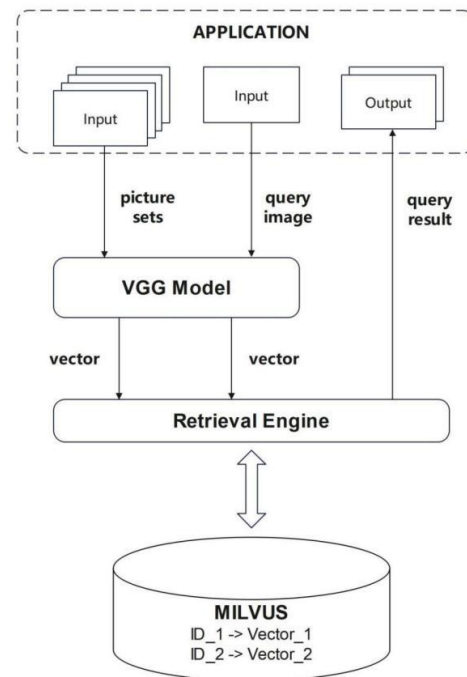 APPLICATION
Input
Input
Output
picture
sets
query
image
query
result
VGG Model
vector
vector
Retrieval Engine
MILVUS
ID_1 -> Vector_1
ID_2 -> Vector_2